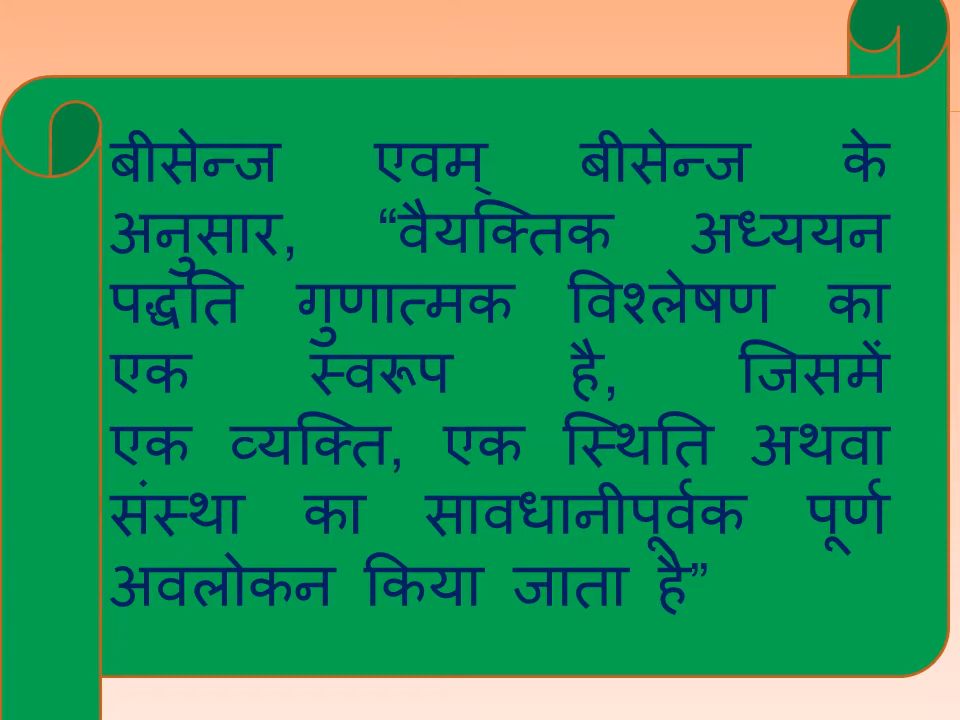 बीसेन्ज एवम् बीसेन्ज के
अनुसार, “वैयक्तिक अध्ययन
पद्धति गुणात्मक विश्लेषण का
एक स्वरूप है, जिसमें
एक व्यक्ति, एक स्थिति अथवा
संस्था का सावधानीपूर्वक पूर्ण
अवलोकन किया जाता है”